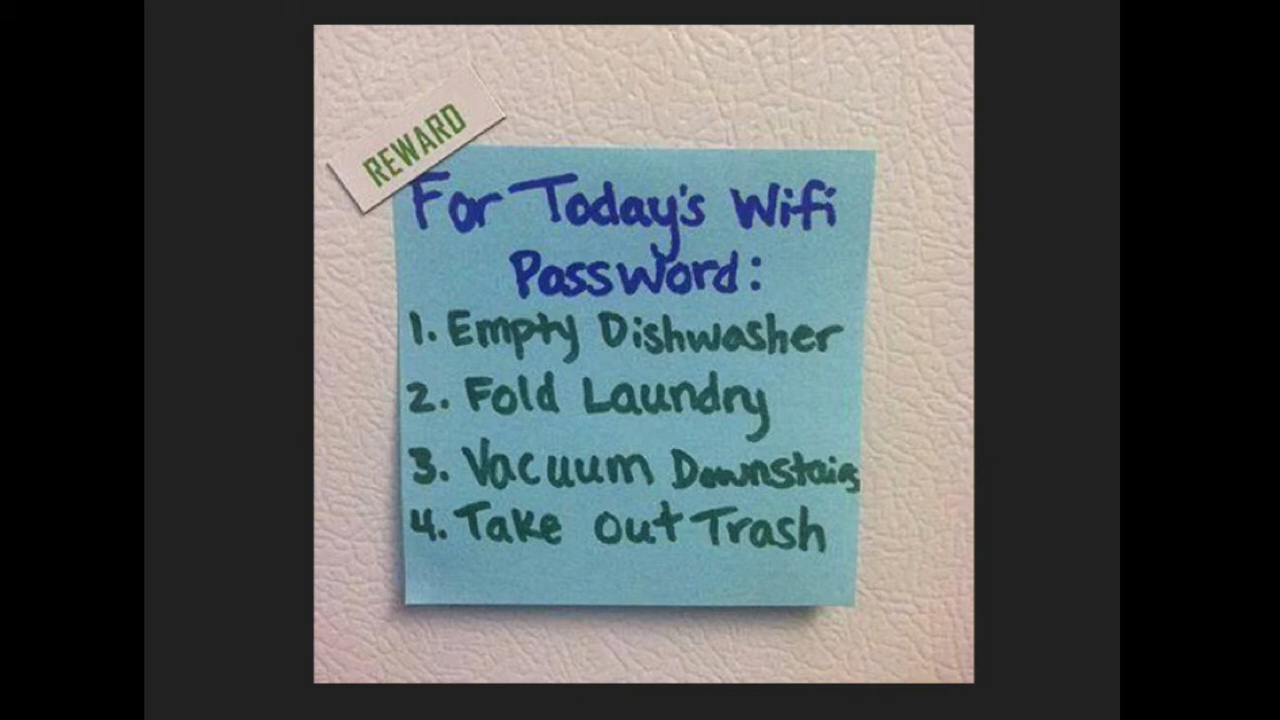 REWARD
For Today's Wifi
Password:
1. Empty Dishwasher
2. Fold Laundry
3. Vacuum Downstairs
4. Take Out Trash